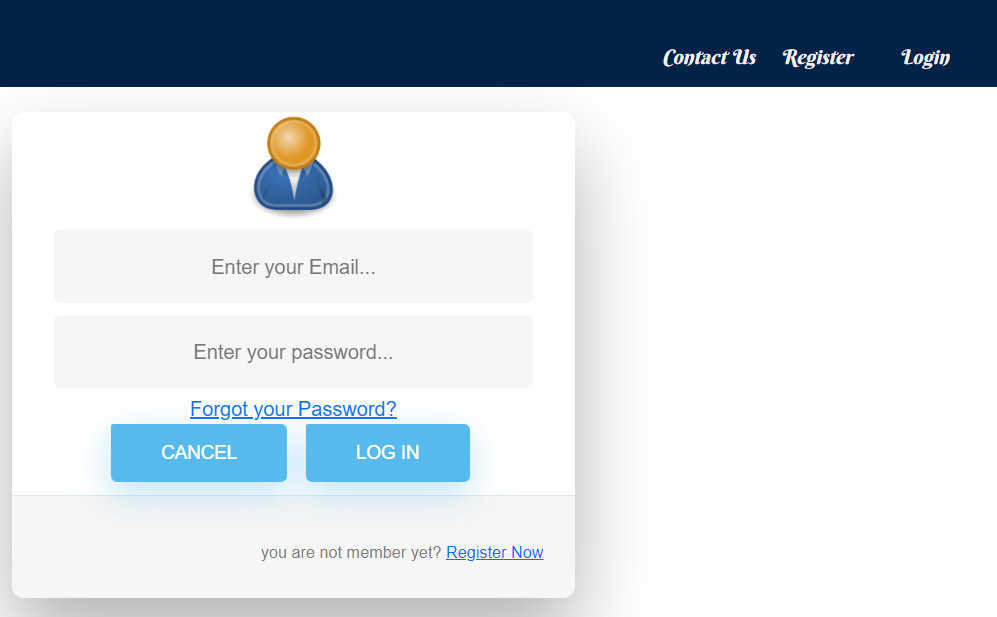 Contact Us Register Login
Enter your Email...
Enter your password...
Forgot your Password?
CANCEL LOG IN
you are not member yet? Register Now